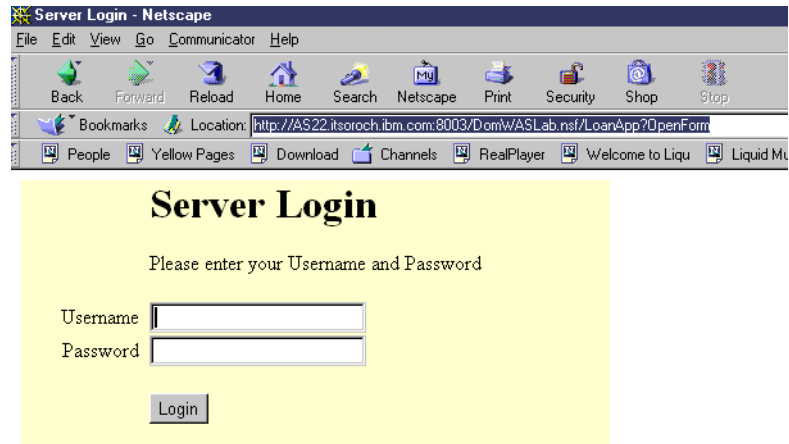 Server Login - Netscape
File Edit View Go Communicator Help
Back Forward Reload Home Search Netscape Print Security Shop Stop
Bookmarks Location: http://AS22.itsoroch.ibm.com:8003/DomWASLab.nsf/LoanApp?OpenForm
People Yellow Pages Download Channels RealPlayer Welcome to Liqu Liquid Mu
Server Login
Please enter your Username and Password
Username
Password
Login